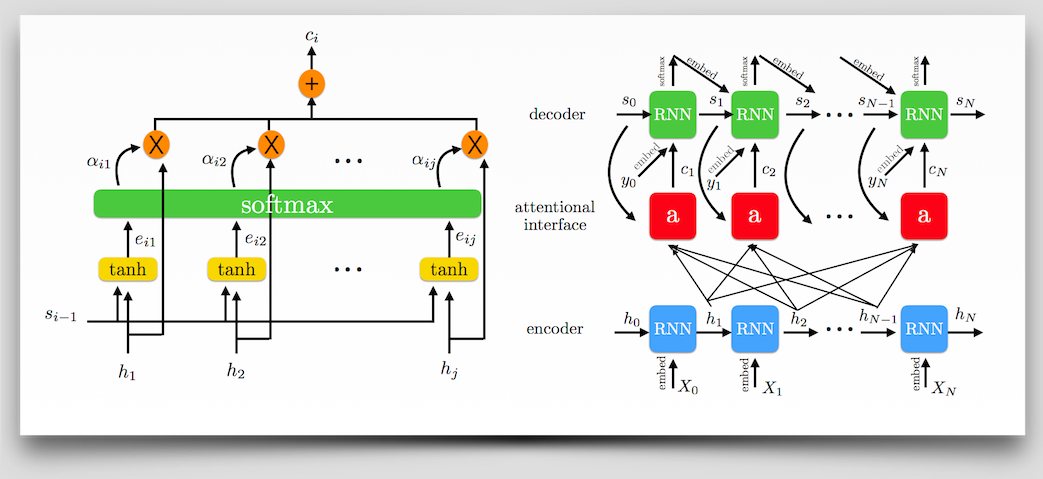 c_i
+
X X ... X
α_{i1} α_{i2} α_{ij}
softmax
e_{i1} e_{i2} e_{ij}
tanh tanh ... tanh
s_{i−1}
h_1 h_2 h_j
softmax embed softmax embed embed softmax
decoder s_0 RNN s_1 RNN s_2 ... s_{N−1} RNN s_N
embed embed embed
y_0 c_1 y_1 c_2 y_N c_N
attentional
interface
a a ... a
encoder h_0 RNN h_1 RNN h_2 ... h_{N−1} RNN h_N
embed X_0 embed X_1 embed X_N